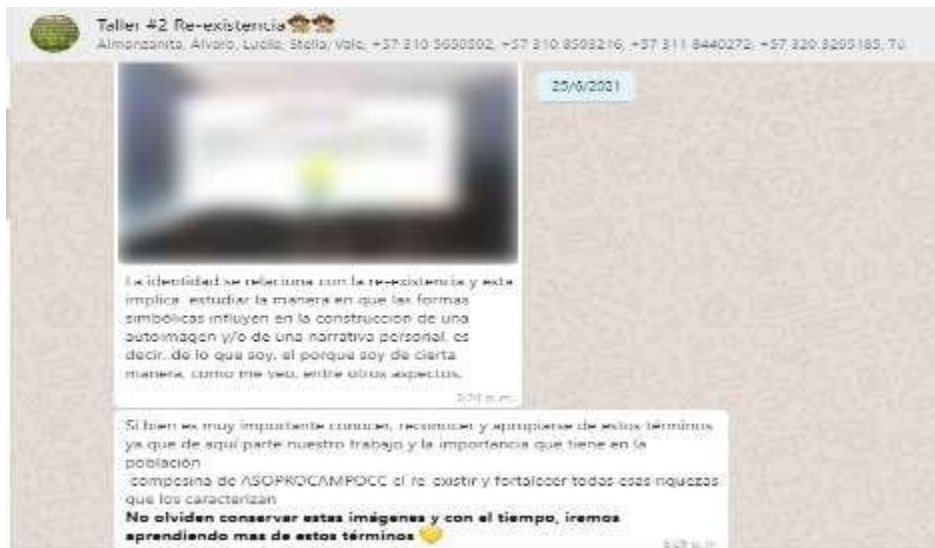 Taller #2 Re-existencia
Almanzanita, Álvaro, Lucila, Stella, Vale, +57 310 5650502, +57 310 8503216, +57 311 8440272, +57 320 3205185, Tú
25/6/2021
La identidad se relaciona con la re-existencia y esta
implica estudiar la manera en que las formas
simbólicas influyen en la construcción de una
autoimagen y/o de una narrativa personal, es
decir, de lo que soy, el porque soy de cierta
manera, como me veo, entre otros aspectos.
p. m.
Si bien es muy importante conocer, reconocer y apropiarse de estos términos
ya que de aquí parte nuestro trabajo y la importancia que tiene en la
población
campesina de ASOPROCAMPOCC el re-existir y fortalecer todas esas riquezas
que los caracterizan
No olviden conservar estas imágenes y con el tiempo, iremos
aprendiendo mas de estos términos 💛